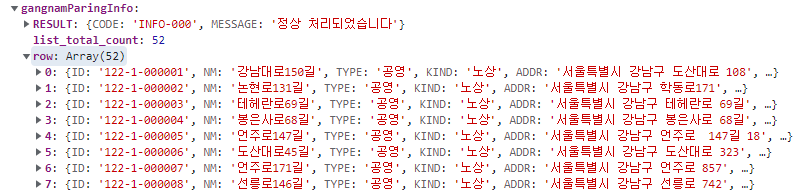 ▼ gangnamParingInfo:
▶ RESULT: {CODE: 'INFO-000', MESSAGE: '정상 처리되었습니다'}
list_total_count: 52
▼ row: Array(52)
▶ 0: {ID: '122-1-000001', NM: '강남대로150길', TYPE: '공영', KIND: '노상', ADDR: '서울특별시 강남구 도산대로 108', …}
▶ 1: {ID: '122-1-000002', NM: '논현로131길', TYPE: '공영', KIND: '노상', ADDR: '서울특별시 강남구 학동로171', …}
▶ 2: {ID: '122-1-000003', NM: '테헤란로69길', TYPE: '공영', KIND: '노상', ADDR: '서울특별시 강남구 테헤란로 69길', …}
▶ 3: {ID: '122-1-000004', NM: '봉은사로68길', TYPE: '공영', KIND: '노상', ADDR: '서울특별시 강남구 봉은사로 68길', …}
▶ 4: {ID: '122-1-000005', NM: '언주로147길', TYPE: '공영', KIND: '노상', ADDR: '서울특별시 강남구 언주로  147길 18', …}
▶ 5: {ID: '122-1-000006', NM: '도산대로45길', TYPE: '공영', KIND: '노상', ADDR: '서울특별시 강남구 도산대로 323', …}
▶ 6: {ID: '122-1-000007', NM: '언주로171길', TYPE: '공영', KIND: '노상', ADDR: '서울특별시 강남구 언주로 857', …}
▶ 7: {ID: '122-1-000008', NM: '선릉로146길', TYPE: '공영', KIND: '노상', ADDR: '서울특별시 강남구 선릉로 742', …}